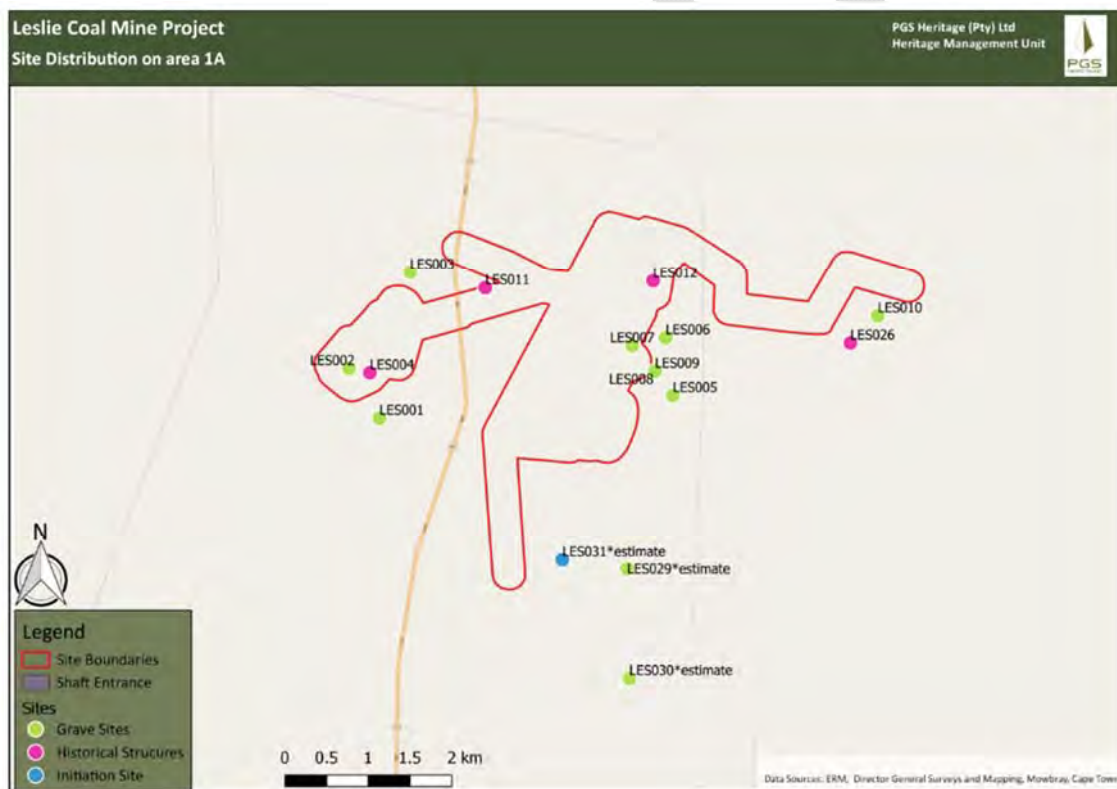 Leslie Coal Mine Project
Site Distribution on area 1A
PGS Heritage (Pty) Ltd
Heritage Management Unit
PGS
LES003
LES011
LES012
LES010
LES006
LES007
LES026
LES002
LES004
LES009
LES008
LES005
LES001
LES031*estimate
LES029*estimate
LES030*estimate
N
Legend
Site Boundaries
Shaft Entrance
Sites
Grave Sites
Historical Strucures
Initiation Site
0 0.5 1 1.5 2 km
Data Sources: ERM, Director General Surveys and Mapping, Mowbray, Cape Town